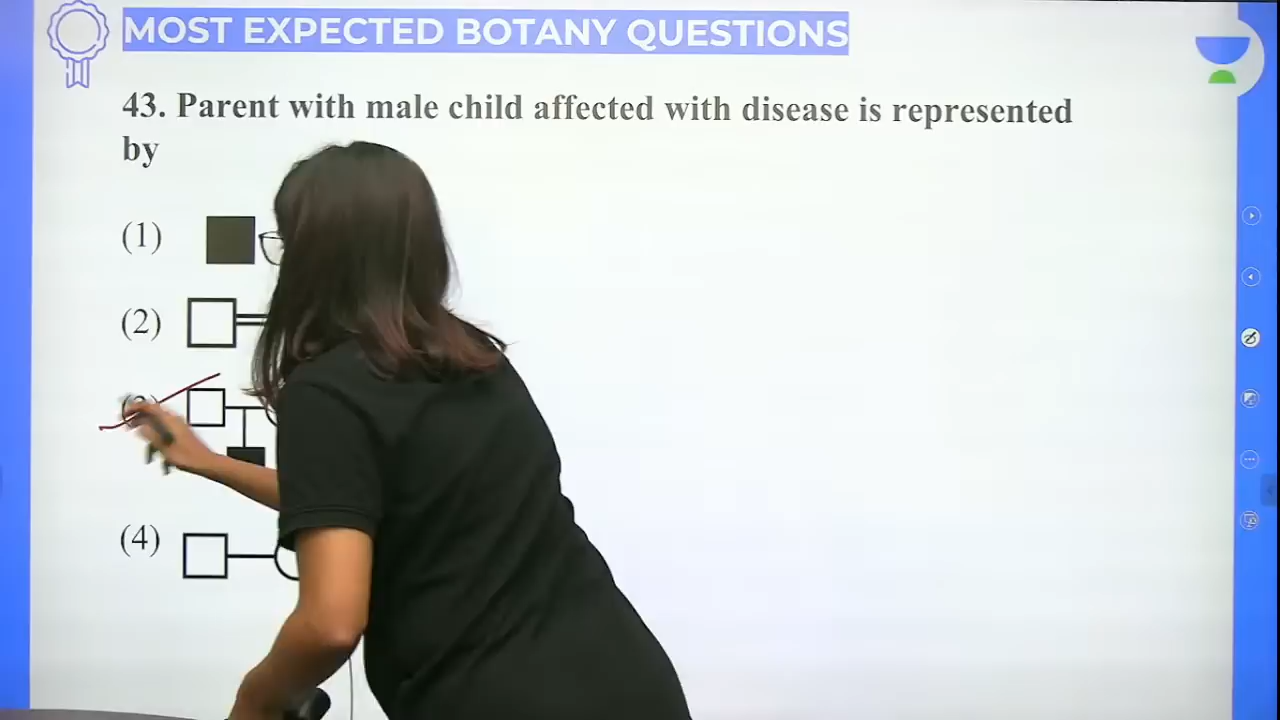 MOST EXPECTED BOTANY QUESTIONS
43. Parent with male child affected with disease is represented
by
(1)
(2)
(4)